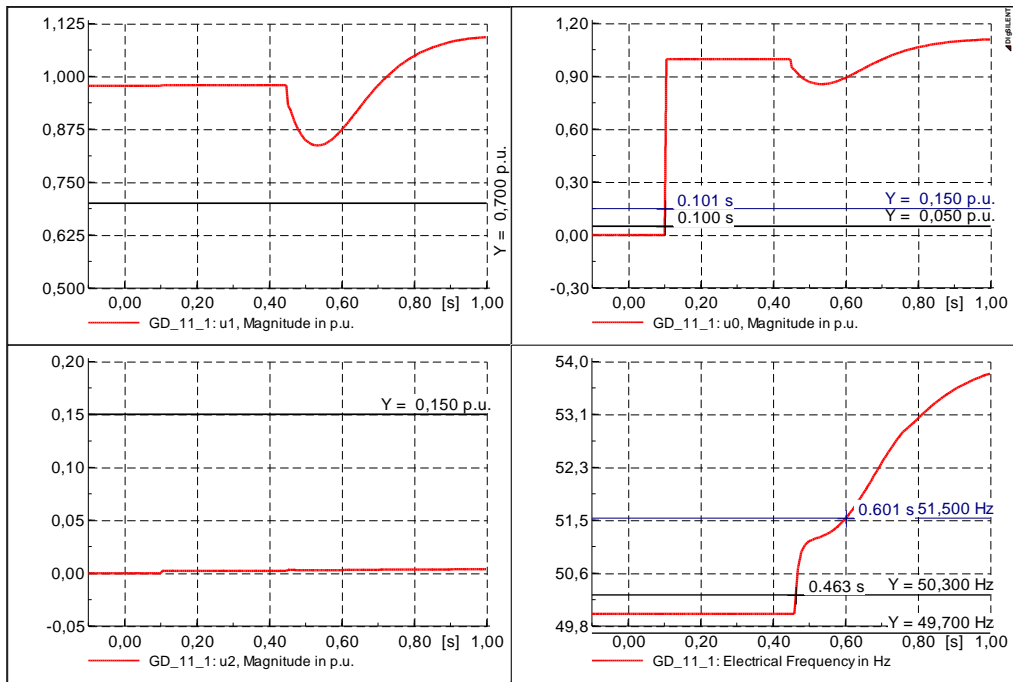 1,125
1,000
0,875
0,750
0,625
0,500
Y = 0,700 p.u.
0,00 0,20 0,40 0,60 0,80 [s] 1,00
GD_11_1: u1, Magnitude in p.u.
DIgSILENT
1,20
0,90
0,60
0,30
0,00
-0,30
0.101 s
Y = 0,150 p.u.
0.100 s
Y = 0,050 p.u.
0,00 0,20 0,40 0,60 0,80 [s] 1,00
GD_11_1: u0, Magnitude in p.u.
0,20
0,15
0,10
0,05
0,00
-0,05
Y = 0,150 p.u.
0,00 0,20 0,40 0,60 0,80 [s] 1,00
GD_11_1: u2, Magnitude in p.u.
54,0
53,1
52,3
51,5
50,6
49,8
0.601 s 51,500 Hz
0.463 s
Y = 50,300 Hz
Y = 49,700 Hz
0,00 0,20 0,40 0,60 0,80 [s] 1,00
GD_11_1: Electrical Frequency in Hz